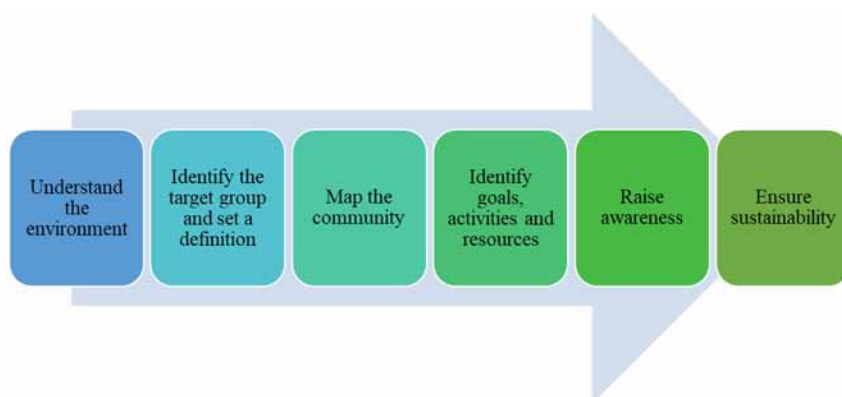 Understand
the
environment
Identify the
target group
and set a
definition
Map the
community
Identify
goals,
activities and
resources
Raise
awareness
Ensure
sustainability